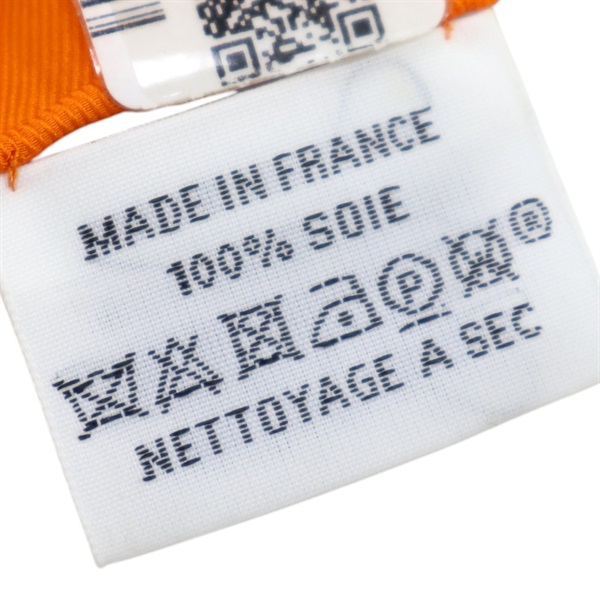 MADE IN FRANCE
100% SOIE
P ®
NETTOYAGE A SEC